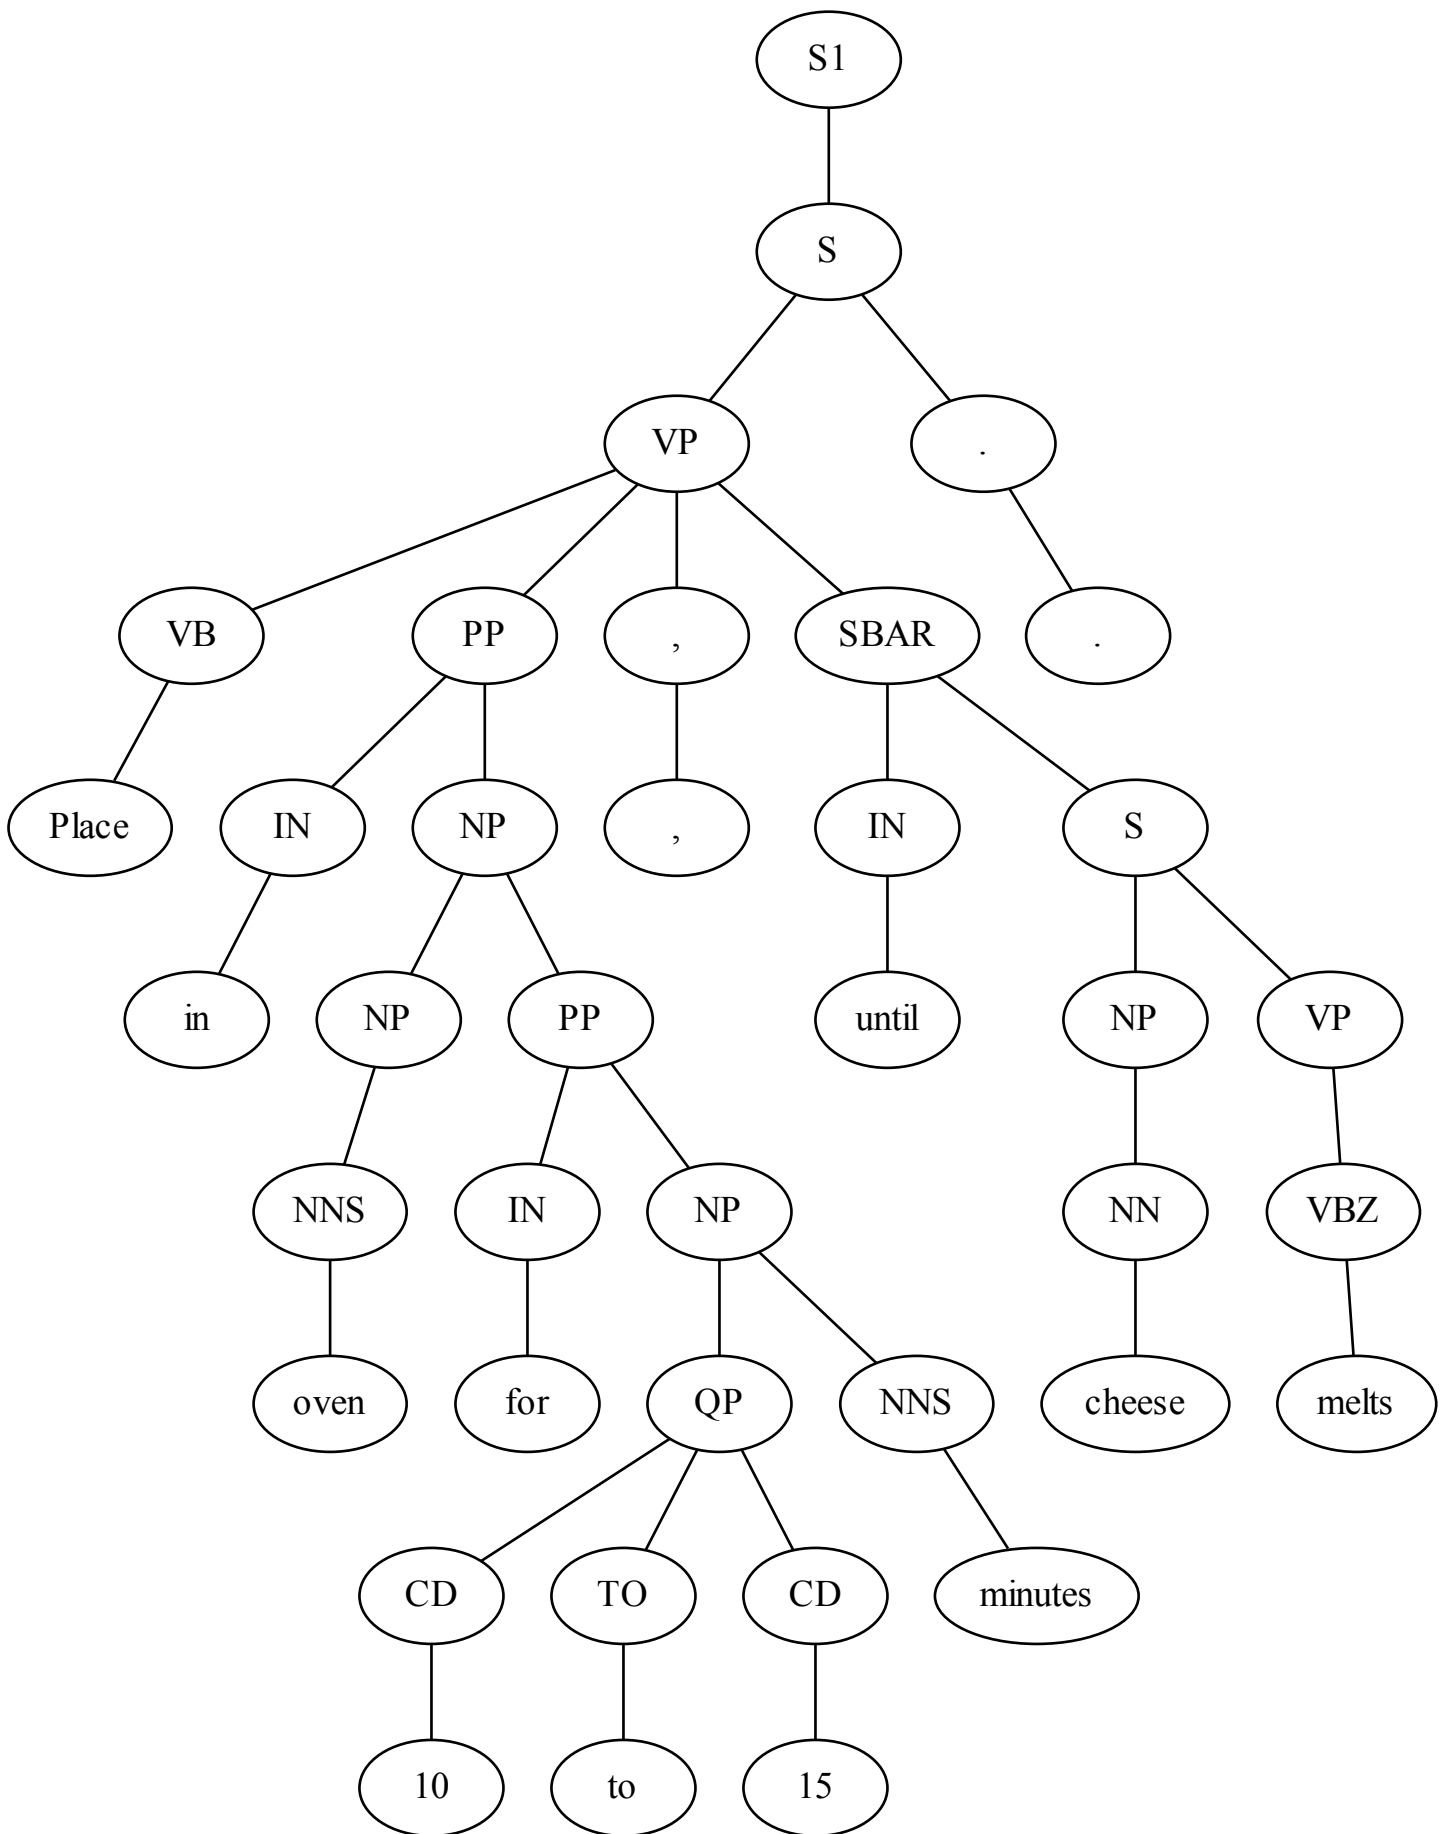 S1
S
VP .
VB PP , SBAR .
Place IN NP , IN S
in NP PP until NP VP
NNS IN NP NN VBZ
oven for QP NNS cheese melts
CD TO CD minutes
10 to 15